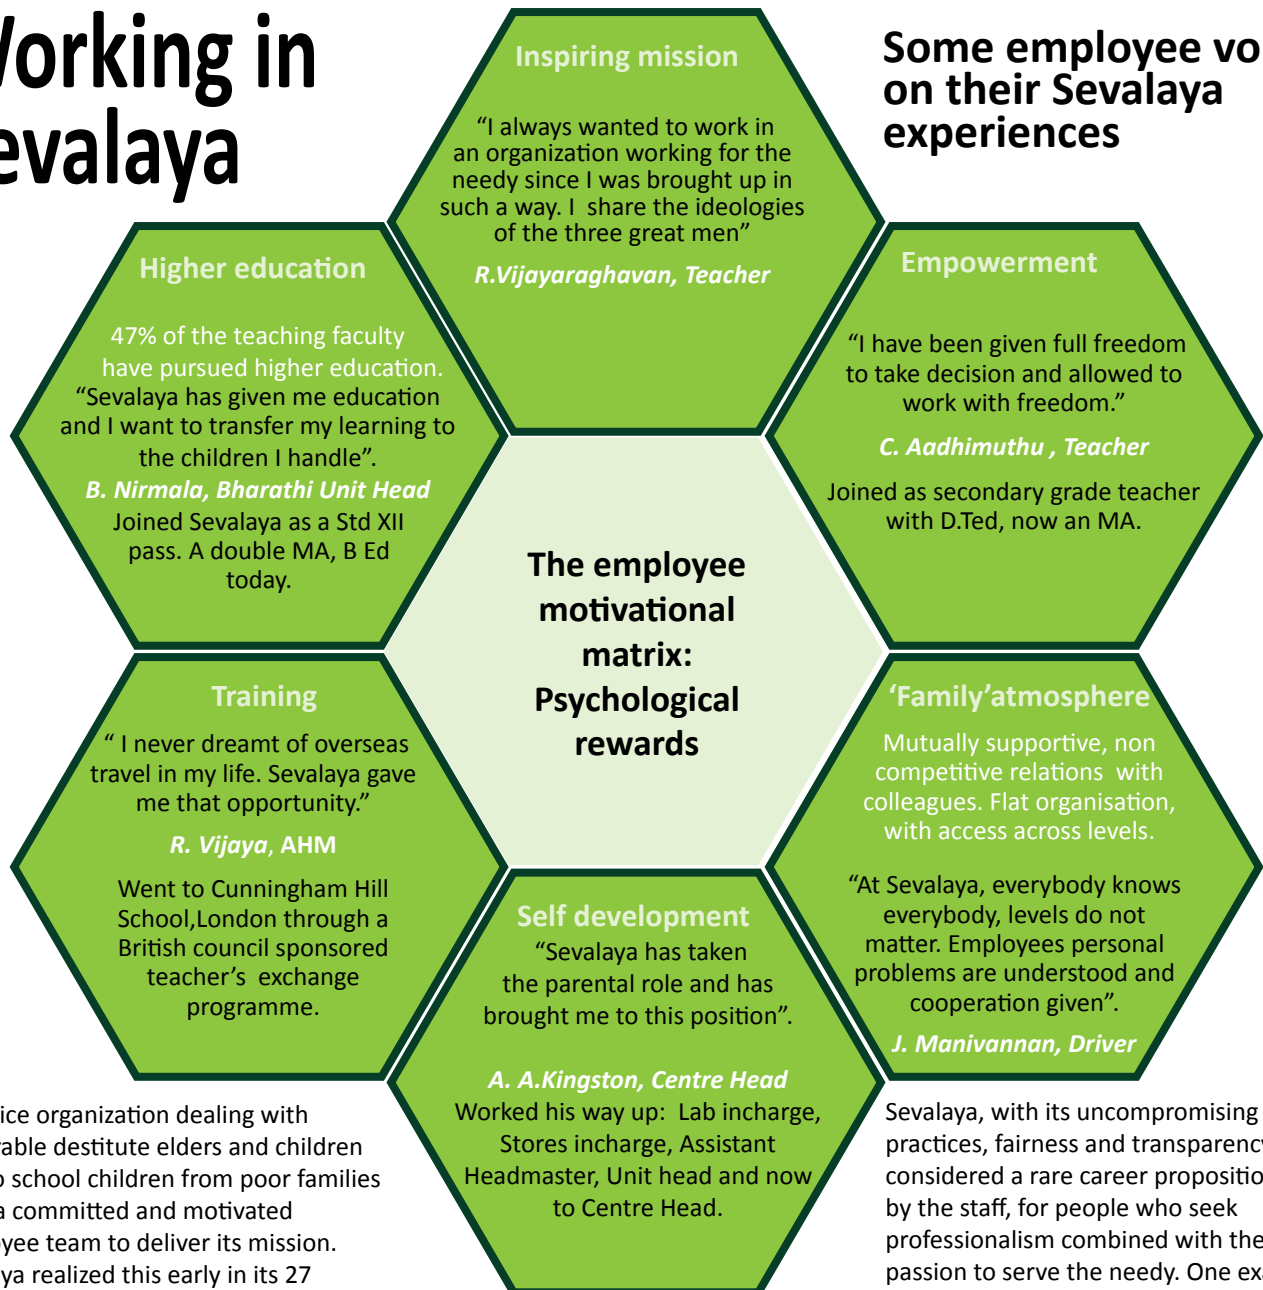 Working in
Sevalaya
Some employee
on their Sevalaya
experiences
Inspiring mission
“I always wanted to work in
an organization working for the
needy since I was brought up in
such a way. I share the ideologies
of the three great men”
R.Vijayaraghavan, Teacher
Higher education
47% of the teaching faculty
have pursued higher education.
“Sevalaya has given me education
and I want to transfer my learning to
the children I handle”.
B. Nirmala, Bharathi Unit Head
Joined Sevalaya as a Std XII
pass. A double MA, B Ed
today.
Empowerment
“I have been given full freedom
to take decision and allowed to
work with freedom.”
C. Aadhimuthu , Teacher
Joined as secondary grade teacher
with D.Ted, now an MA.
The employee
motivational
matrix:
Psychological
rewards
Training
“ I never dreamt of overseas
travel in my life. Sevalaya gave
me that opportunity.”
R. Vijaya, AHM
Went to Cunningham Hill
School,London through a
British council sponsored
teacher’s exchange
programme.
‘Family’atmosphere
Mutually supportive, non
competitive relations with
colleagues. Flat organisation,
with access across levels.
“At Sevalaya, everybody knows
everybody, levels do not
matter. Employees personal
problems are understood and
cooperation given”.
J. Manivannan, Driver
Self development
“Sevalaya has taken
the parental role and has
brought me to this position”.
A. A.Kingston, Centre Head
Worked his way up: Lab incharge,
Stores incharge, Assistant
Headmaster, Unit head and now
to Centre Head.
organization dealing with
destitute elders and children
school children from poor families
a committed and motivated
team to deliver its mission.
realized this early in its 27
Sevalaya, with its uncompromising
practices, fairness and transparency
considered a rare career proposition
by the staff, for people who seek
professionalism combined with the
passion to serve the needy. One